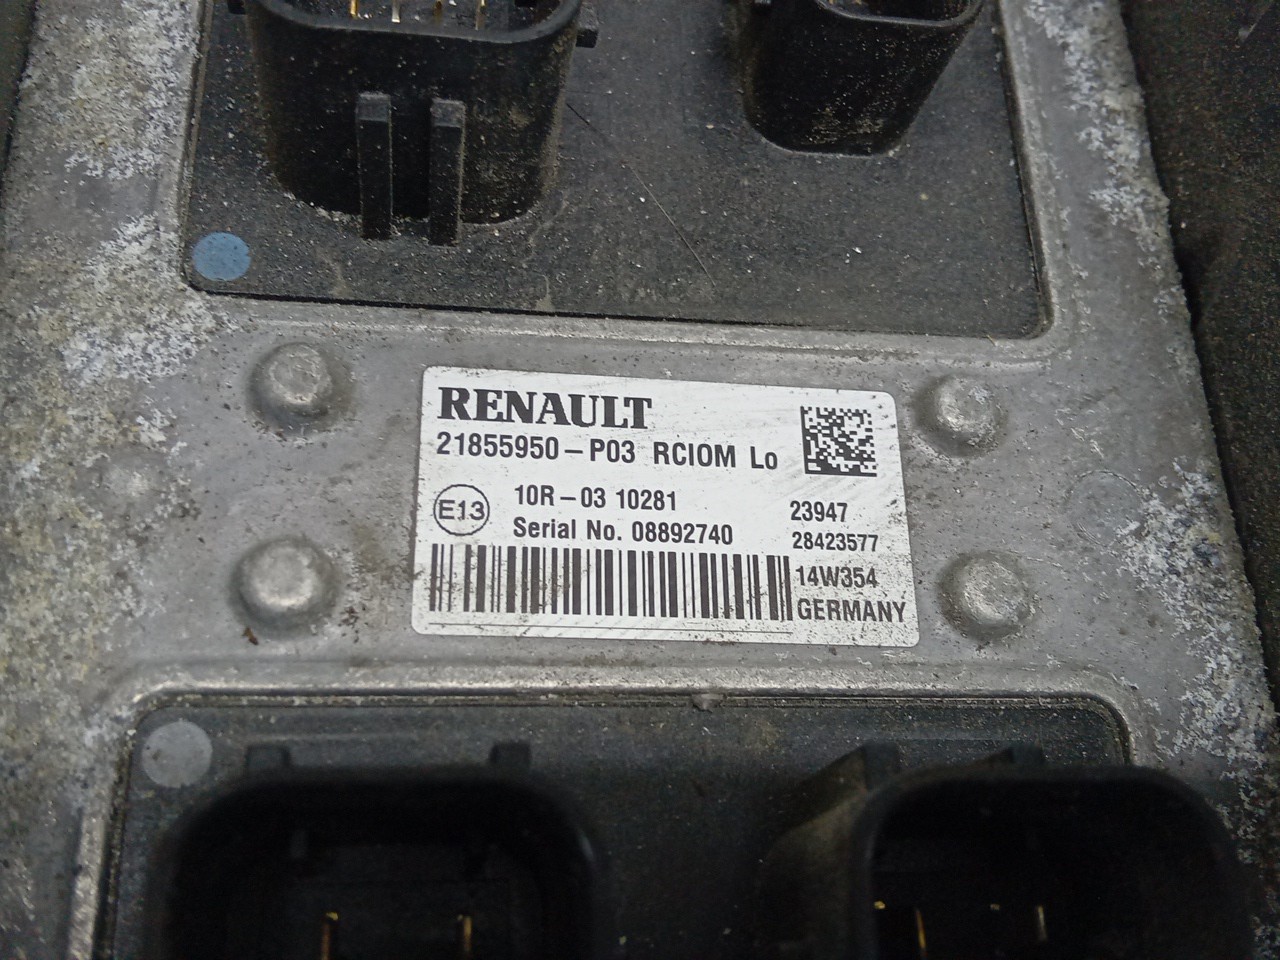 RENAULT
21855950-P03 RCIOM Lo
10R-03 10281
23947
E13
Serial No. 08892740
28423577
14W354
GERMANY